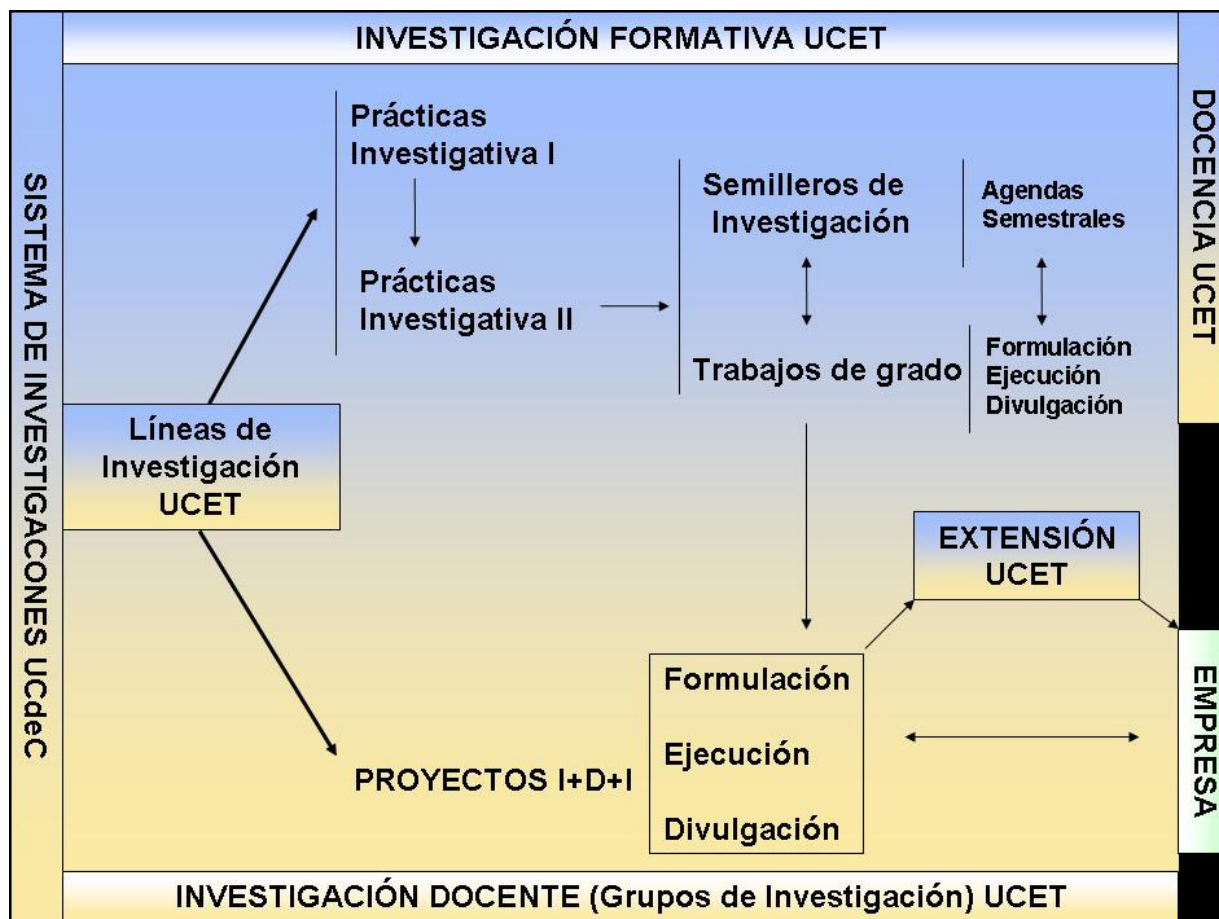 INVESTIGACIÓN FORMATIVA UCET
SISTEMA DE INVESTIGACONES UCdeC
Prácticas
Investigativa I
Prácticas
Investigativa II
Semilleros de
Investigación
Trabajos de grado
Agendas
Semestrales
Formulación
Ejecución
Divulgación
DOCENCIA UCET
Líneas de
Investigación
UCET
EXTENSIÓN
UCET
PROYECTOS I+D+I
Formulación
Ejecución
Divulgación
EMPRESA
INVESTIGACIÓN DOCENTE (Grupos de Investigación) UCET